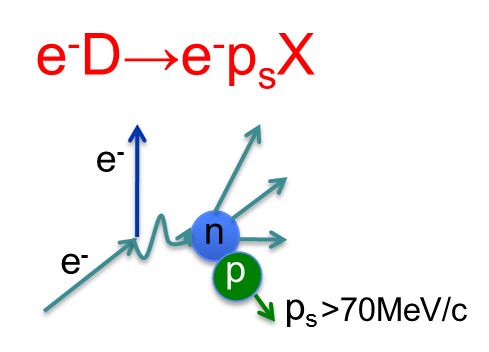 e⁻D→e⁻pₛX
e⁻
n
e⁻
p
pₛ>70MeV/c